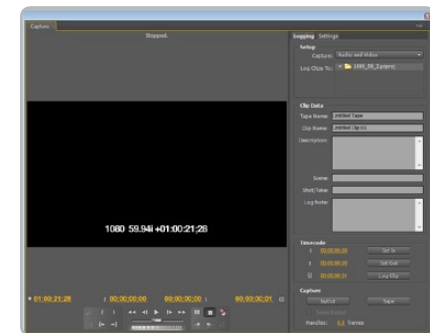 Capture
Stopped.
Logging Settings
Setup
Capture: Audio and Video
Log Clips To: 1080_59_2.prproj
Clip Data
Tape Name: Untitled Tape
Clip Name: Untitled Clip 01
Description:
Scene:
Shot/Take:
Log Note:
1080 59.94i +01:00:21;28
Timecode
00;00;00;00 Set In
00;00;00;00 Set Out
00;00;00;01 Log Clip
01;00;21;28 00;00;00;00 00;00;00;00 00;00;00;01
Capture
In/Out Tape
Handles: 0 frames